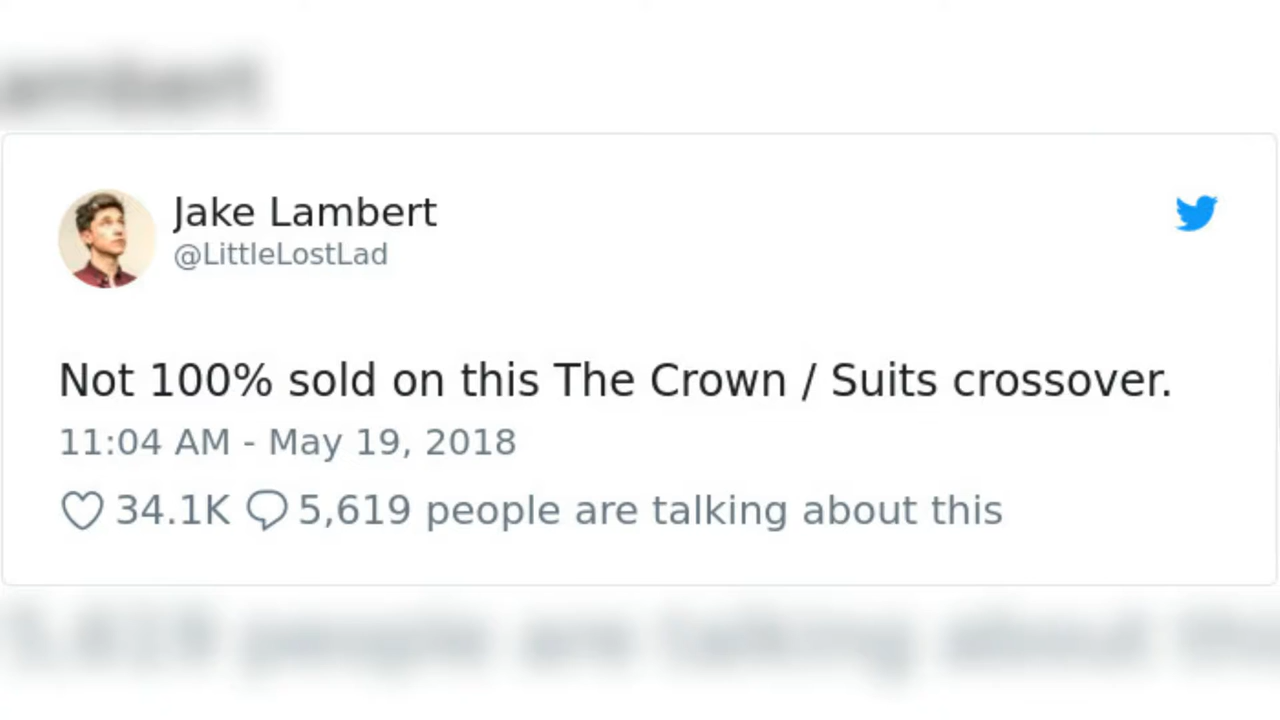 Jake Lambert
@LittleLostLad
Not 100% sold on this The Crown / Suits crossover.
11:04 AM - May 19, 2018
34.1K 5,619 people are talking about this